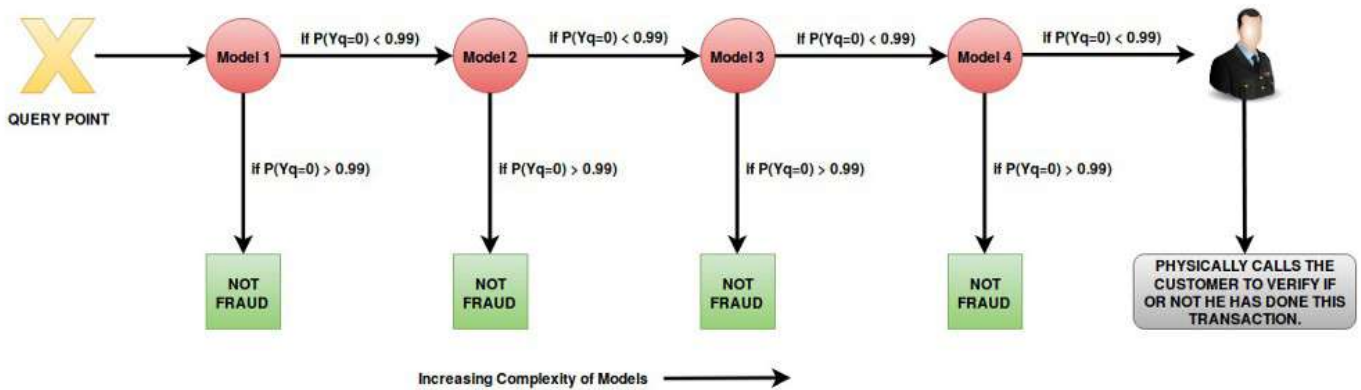 X
QUERY POINT
Model 1
if P(Yq=0) < 0.99)
Model 2
if P(Yq=0) < 0.99)
Model 3
if P(Yq=0) < 0.99)
Model 4
if P(Yq=0) < 0.99)
if P(Yq=0) > 0.99)
if P(Yq=0) > 0.99)
if P(Yq=0) > 0.99)
if P(Yq=0) > 0.99)
NOT
FRAUD
NOT
FRAUD
NOT
FRAUD
NOT
FRAUD
PHYSICALLY CALLS THE
CUSTOMER TO VERIFY IF
OR NOT HE HAS DONE THIS
TRANSACTION.
Increasing Complexity of Models